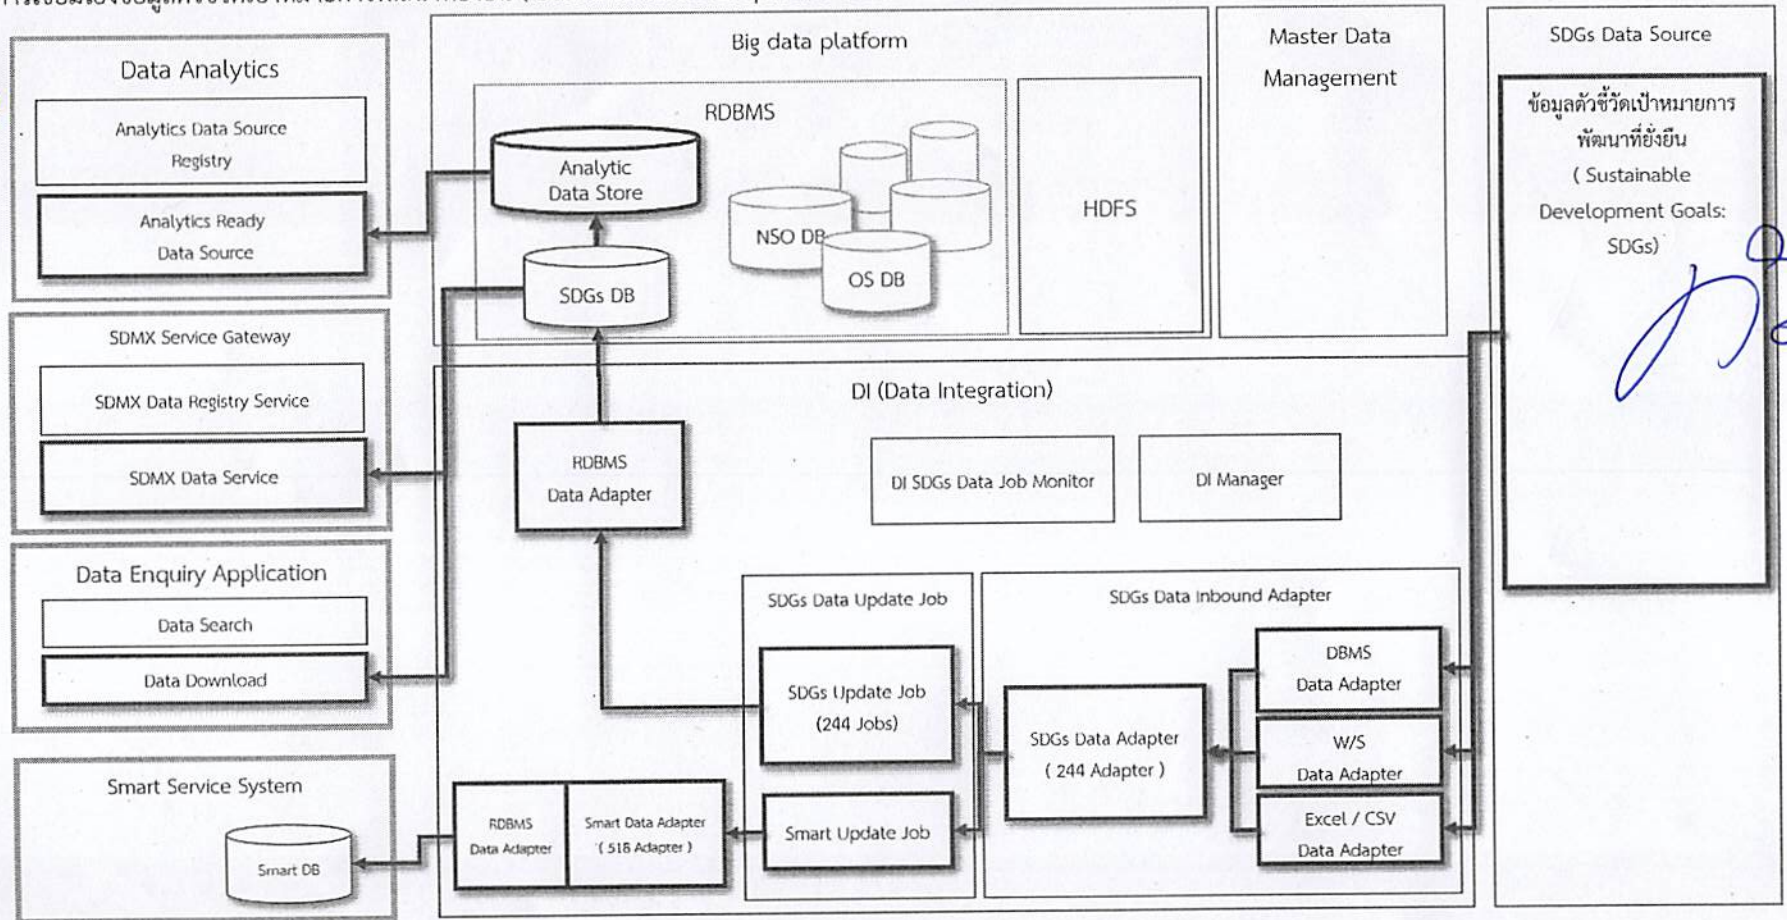 Data Analytics
Analytics Data Source
Registry
Analytics Ready
Data Source
SDMX Service Gateway
SDMX Data Registry Service
SDMX Data Service
Data Enquiry Application
Data Search
Data Download
Smart Service System
Smart DB
Big data platform
RDBMS
Analytic
Data Store
SDGs DB
NSO DB
OS DB
HDFS
Master Data
Management
SDGs Data Source
ข้อมูลตัวชี้วัดเป้าหมายการ
พัฒนาที่ยั่งยืน
( Sustainable
Development Goals:
SDGs)
DI (Data Integration)
RDBMS
Data Adapter
DI SDGs Data Job Monitor
DI Manager
SDGs Data Update Job
SDGs Update Job
(244 Jobs)
Smart Update Job
SDGs Data Inbound Adapter
SDGs Data Adapter
( 244 Adapter )
DBMS
Data Adapter
W/S
Data Adapter
Excel / CSV
Data Adapter
RDBMS
Data Adapter
Smart Data Adapter
( 518 Adapter )